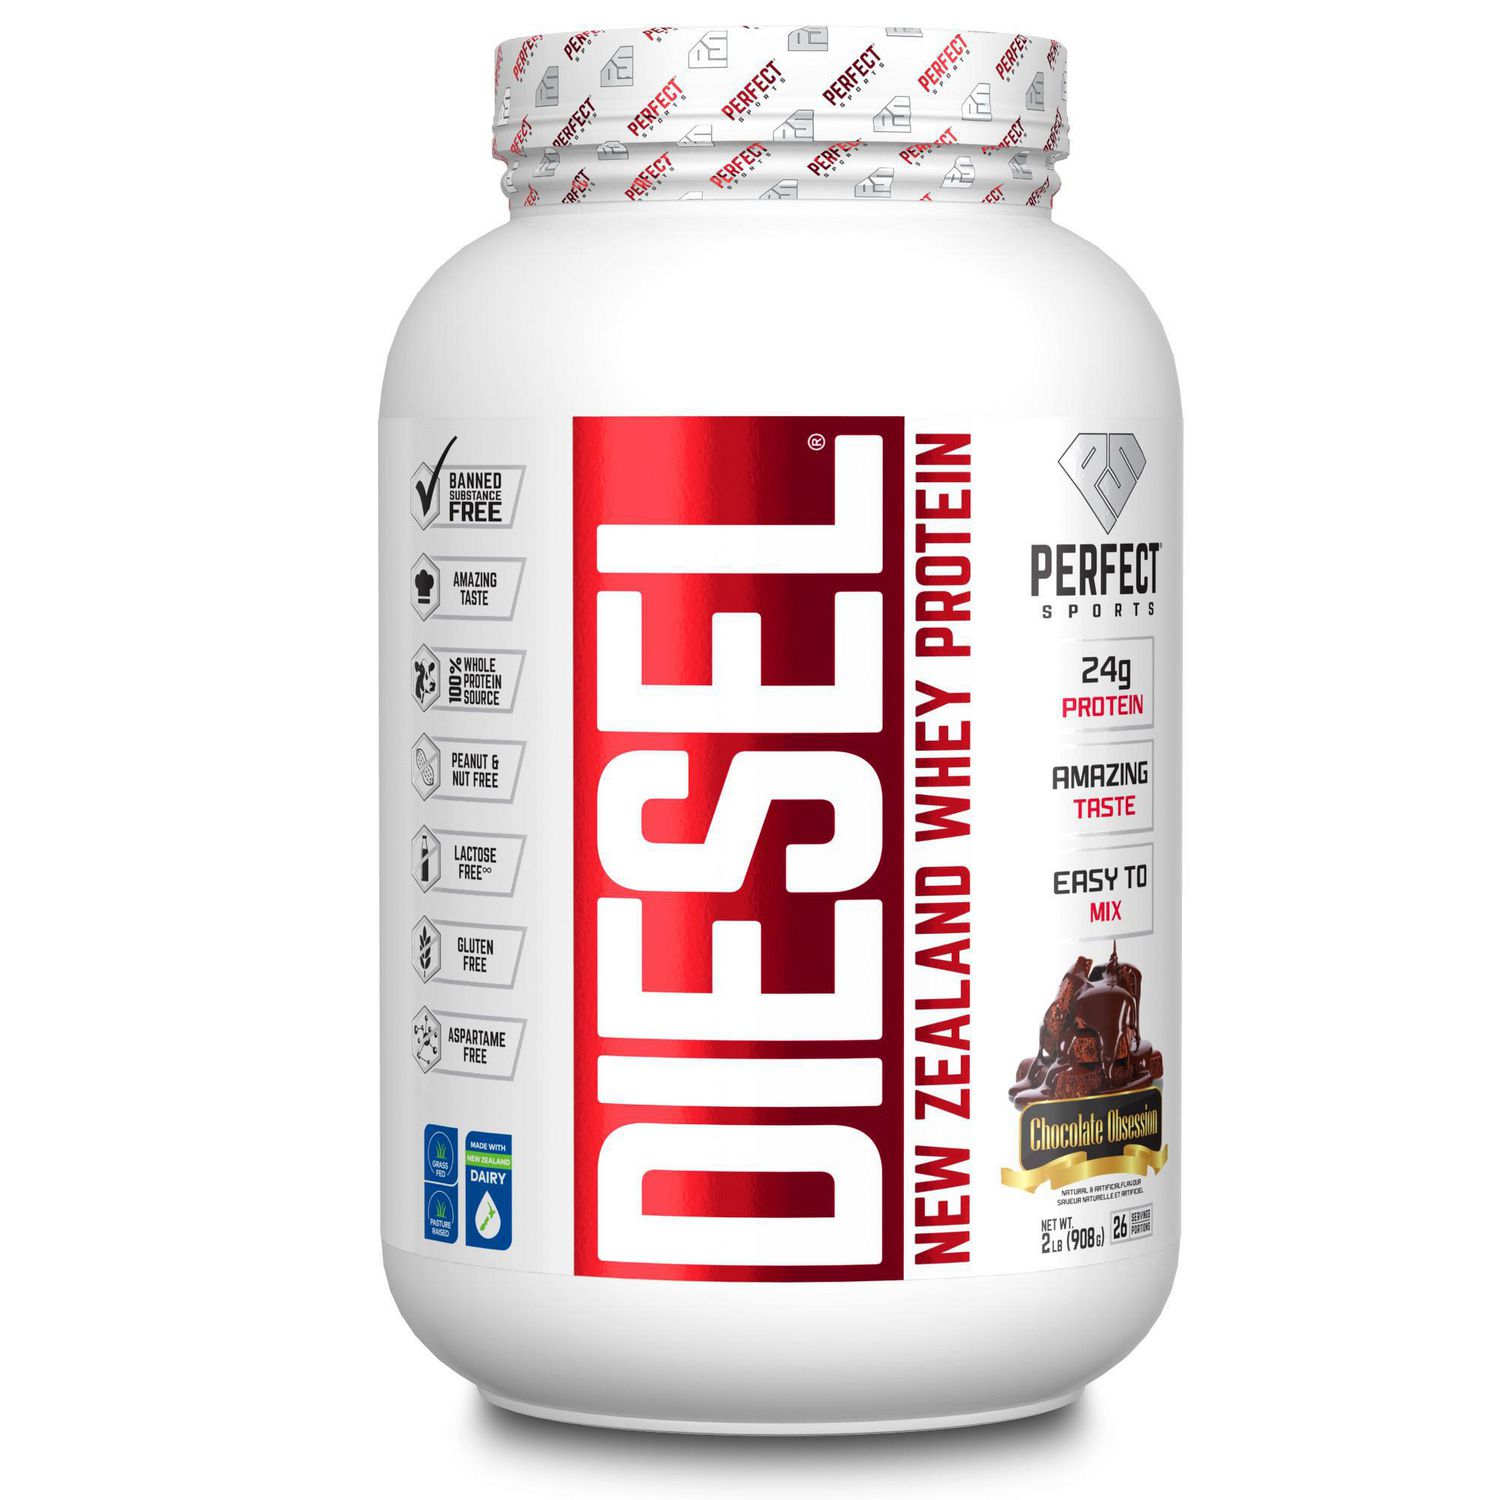 PERFECT
SPORTS
BANNED
SUBSTANCE
FREE
AMAZING
TASTE
100% WHOLE
PROTEIN
SOURCE
PEANUT &
NUT FREE
LACTOSE
FREE∞
GLUTEN
FREE
ASPARTAME
FREE
GRASS
FED
PASTURE
RAISED
MADE WITH
NEW ZEALAND
DAIRY
DIESEL®
NEW ZEALAND WHEY PROTEIN
PERFECT®
SPORTS
24g
PROTEIN
AMAZING
TASTE
EASY TO
MIX
Chocolate Obsession
NATURAL & ARTIFICIAL FLAVOUR
SAVEUR NATURELLE ET ARTIFICIEL
NET WT.
2LB (908G)
26 SERVINGS
PORTIONS